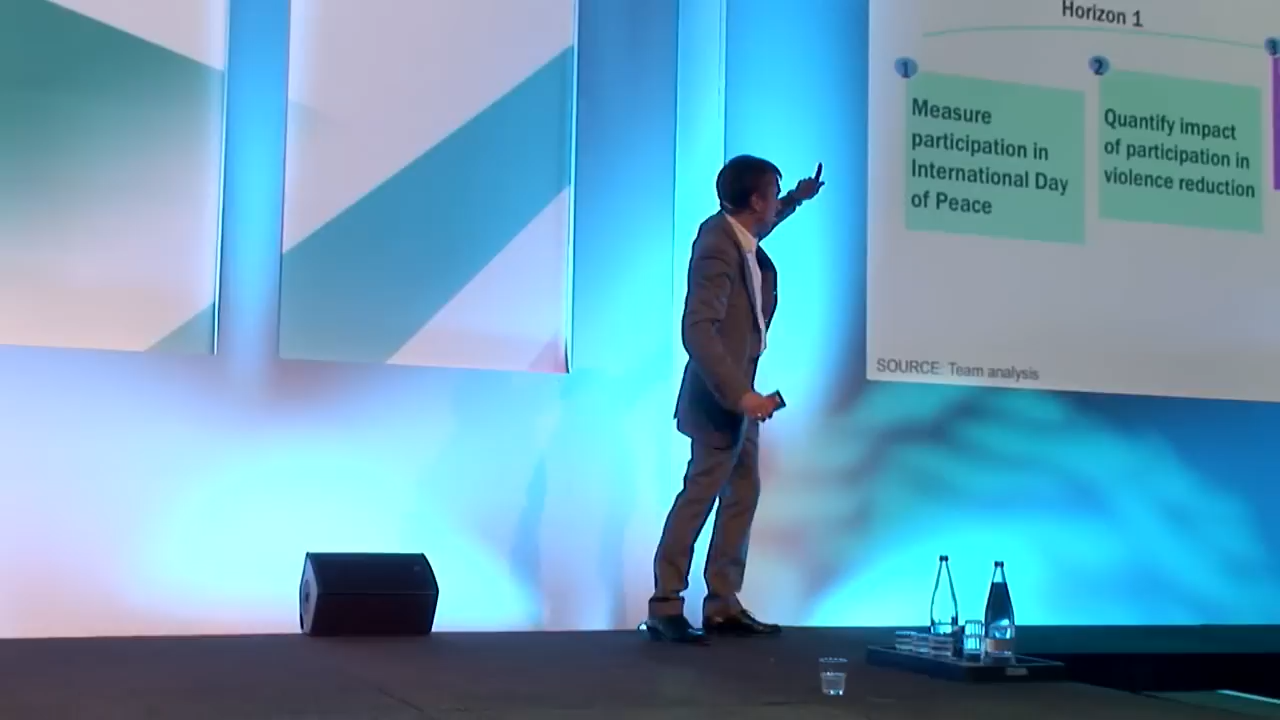 Horizon 1
1
2
3
Measure
participation in
International Day
of Peace
Quantify impact
of participation in
violence reduction
SOURCE: Team analysis